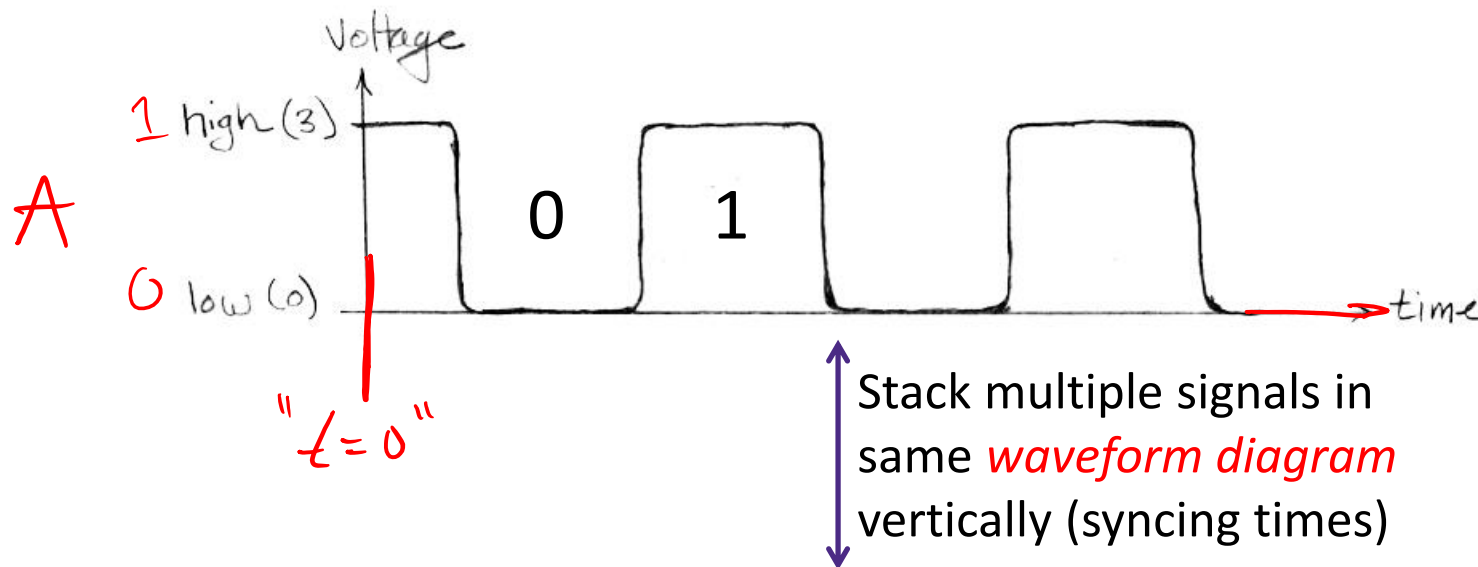 Voltage
1 high (3)
A
0 1
0 low (0)
time
"t=0"
Stack multiple signals in
same waveform diagram
vertically (syncing times)